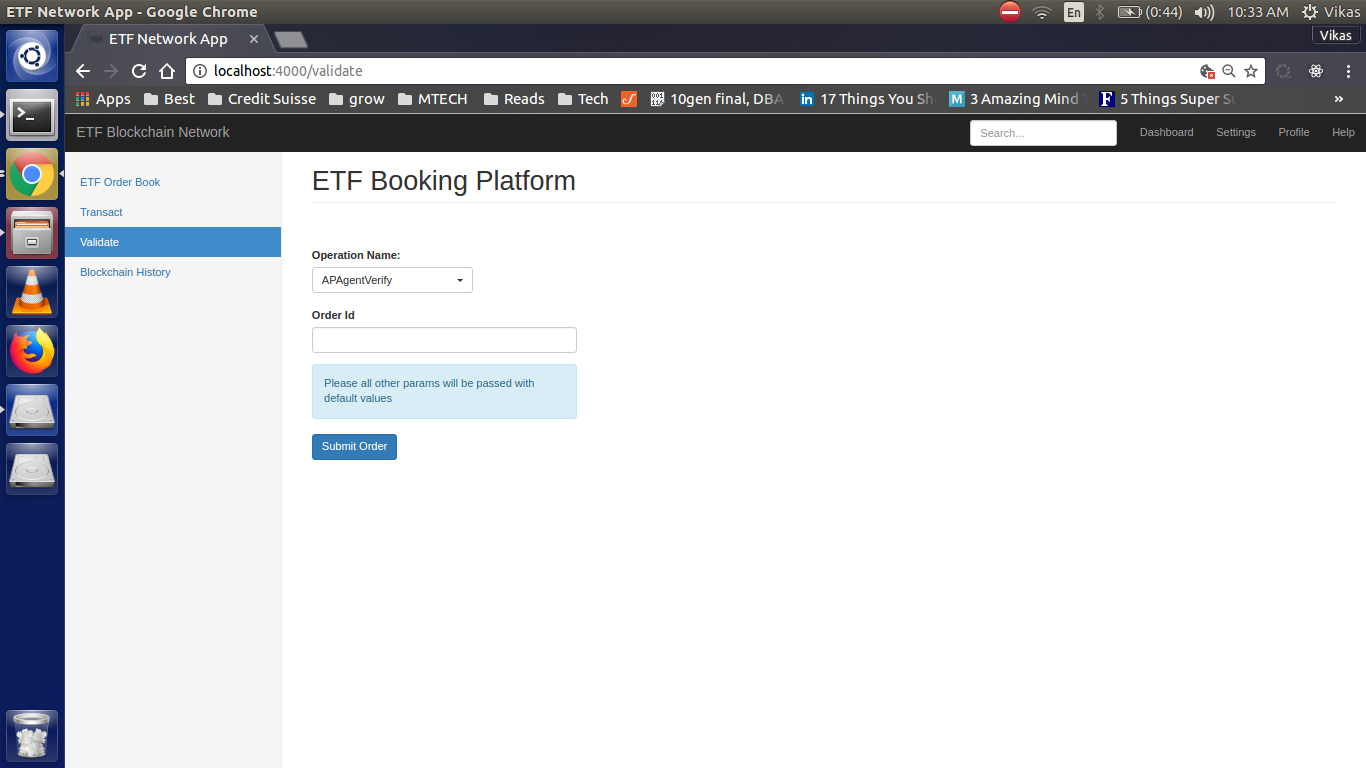 ETF Network App - Google Chrome
En
(0:44)
10:33 AM
Vikas
ETF Network App
Vikas
localhost:4000/validate
Apps
Best
Credit Suisse
grow
MTECH
Reads
Tech
10gen final, DBA
in
17 Things You Sh
M
3 Amazing Mind
F
5 Things Super Su
»
ETF Blockchain Network
Search...
Dashboard
Settings
Profile
Help
ETF Order Book
Transact
Validate
Blockchain History
ETF Booking Platform
Operation Name:
APAgentVerify
Order Id
Please all other params will be passed with
default values
Submit Order